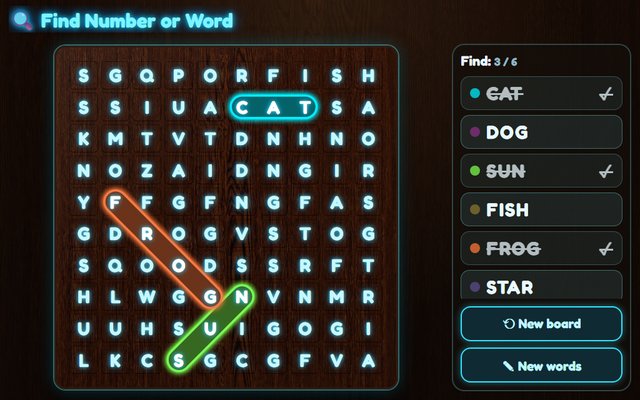 Find Number or Word
S G Q P O R F I S H
S S I U A C A T S A
K M T V T D N H N O
N O Z A I D N G I R
Y F F G F N G F A S
G D R O G V S T O G
S Q O O D S S R F T
H L W G G N V N M R
U U H S U I G O G I
L K C S G C G F V A
Find: 3 / 6
CAT
DOG
SUN
FISH
FROG
STAR
New board
New words